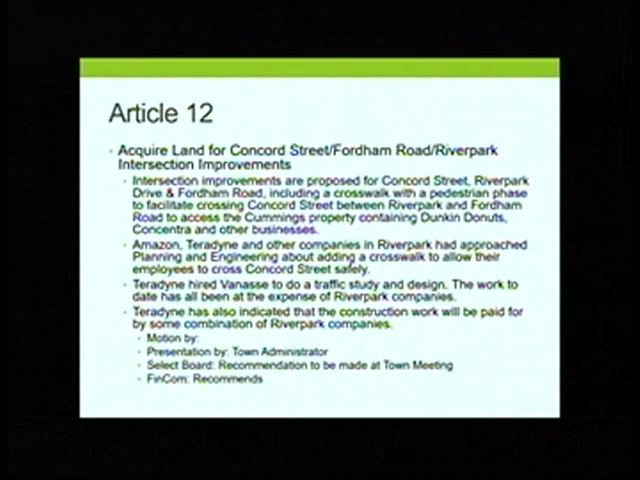 Article 12
Acquire Land for Concord Street/Fordham Road/Riverpark
Intersection Improvements
Intersection improvements are proposed for Concord Street, Riverpark
Drive & Fordham Road, including a crosswalk with a pedestrian phase
to facilitate crossing Concord Street between Riverpark and Fordham
Road to access the Cummings property containing Dunkin Donuts,
Concentra and other businesses.
Amazon, Teradyne and other companies in Riverpark had approached
Planning and Engineering about adding a crosswalk to allow their
employees to cross Concord Street safely.
Teradyne hired Vanasse to do a traffic study and design. The work to
date has all been at the expense of Riverpark companies.
Teradyne has also indicated that the construction work will be paid for
by some combination of Riverpark companies.
Motion by:
Presentation by: Town Administrator
Select Board: Recommendation to be made at Town Meeting
FinCom: Recommends